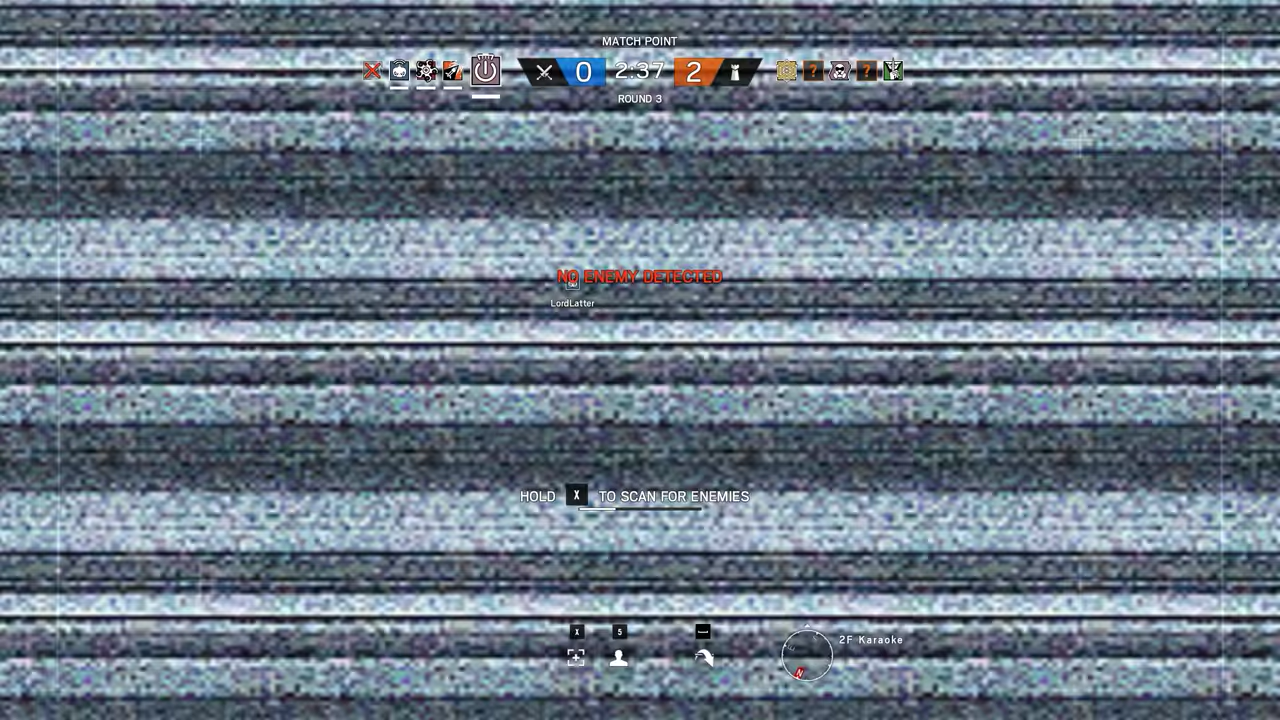 MATCH POINT
0 2:37 2
? ?
ROUND 3
NO ENEMY DETECTED
LordLatter
HOLD X TO SCAN FOR ENEMIES
X 5
N
2F Karaoke